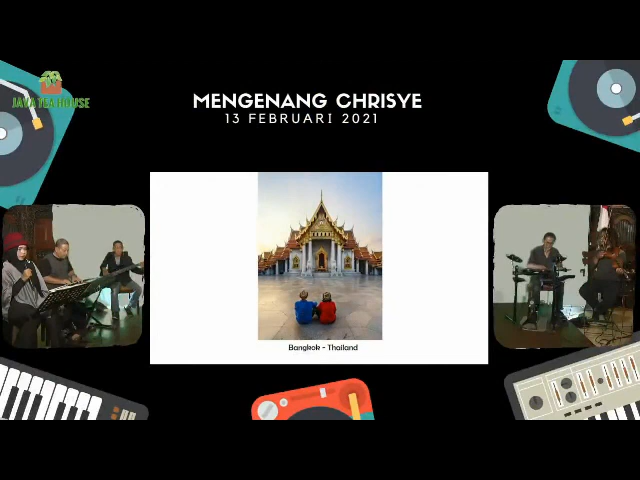 JAVA TEA HOUSE
MENGENANG CHRISYE
13 FEBRUARI 2021
Bangkok - Thailand